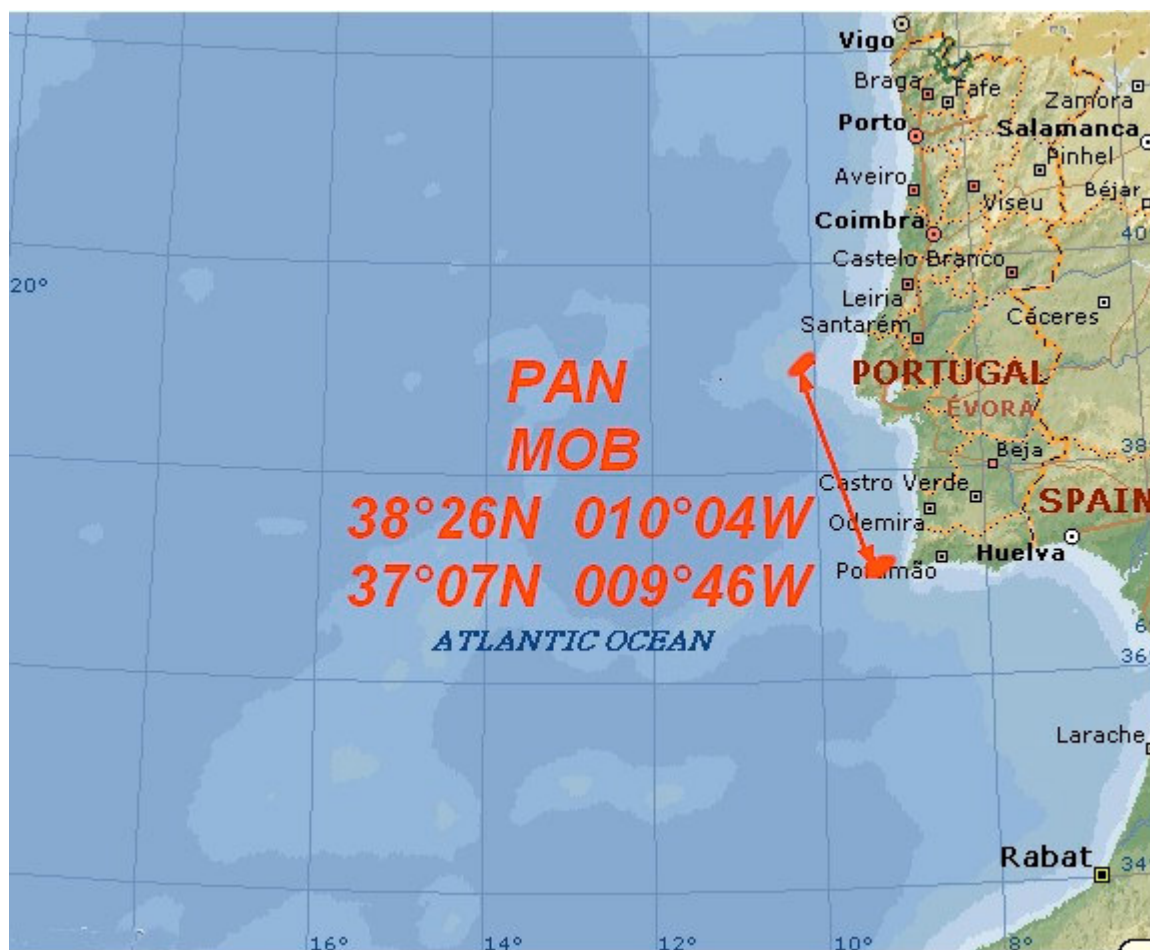 Vigo
Braga
Fafe
Zamora
Porto
Salamanca
Pinhel
Aveiro
Viseu
Béjar
Coimbra
40
Castelo Branco
20°
Leiria
Cáceres
Santarém
PAN
PORTUGAL
ÉVORA
MOB
Beja
38
Castro Verde
SPAIN
38°26N 010°04W
Odemira
Huelva
37°07N 009°46W
Portimão
6
ATLANTIC OCEAN
36°
Larache
Rabat
34°
16°
14°
12°
10°
8°